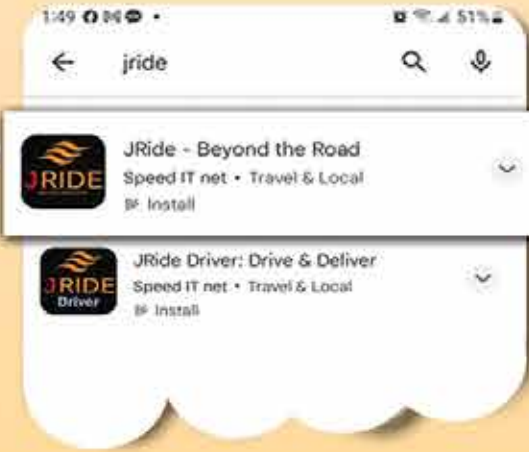 1:49
51%
jride
JRIDE
JRide - Beyond the Road
Speed IT net • Travel & Local
Install
JRIDE
Driver
JRide Driver: Drive & Deliver
Speed IT net • Travel & Local
Install